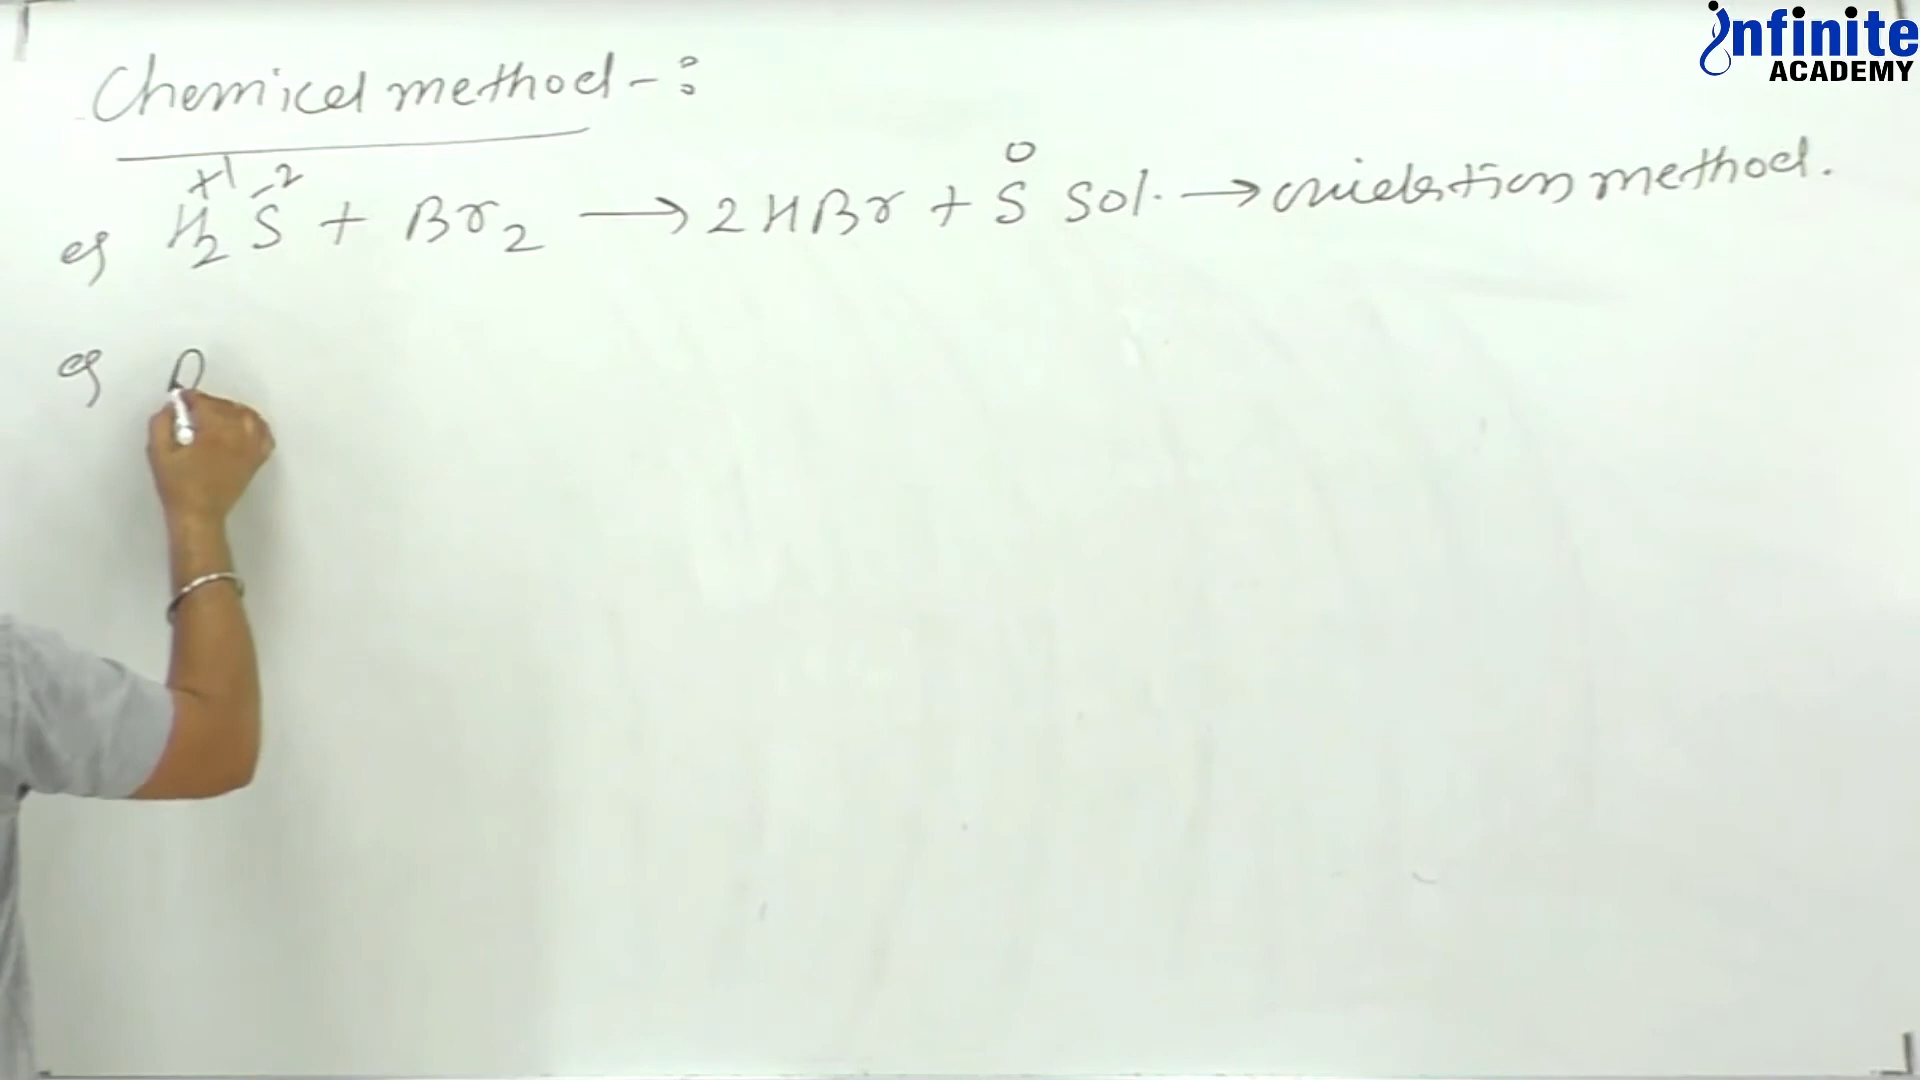 infinite
ACADEMY
Chemical method -:
+1 -2 0
eg H₂S + Br₂ → 2HBr + S Sol. → oxidation method.
eg